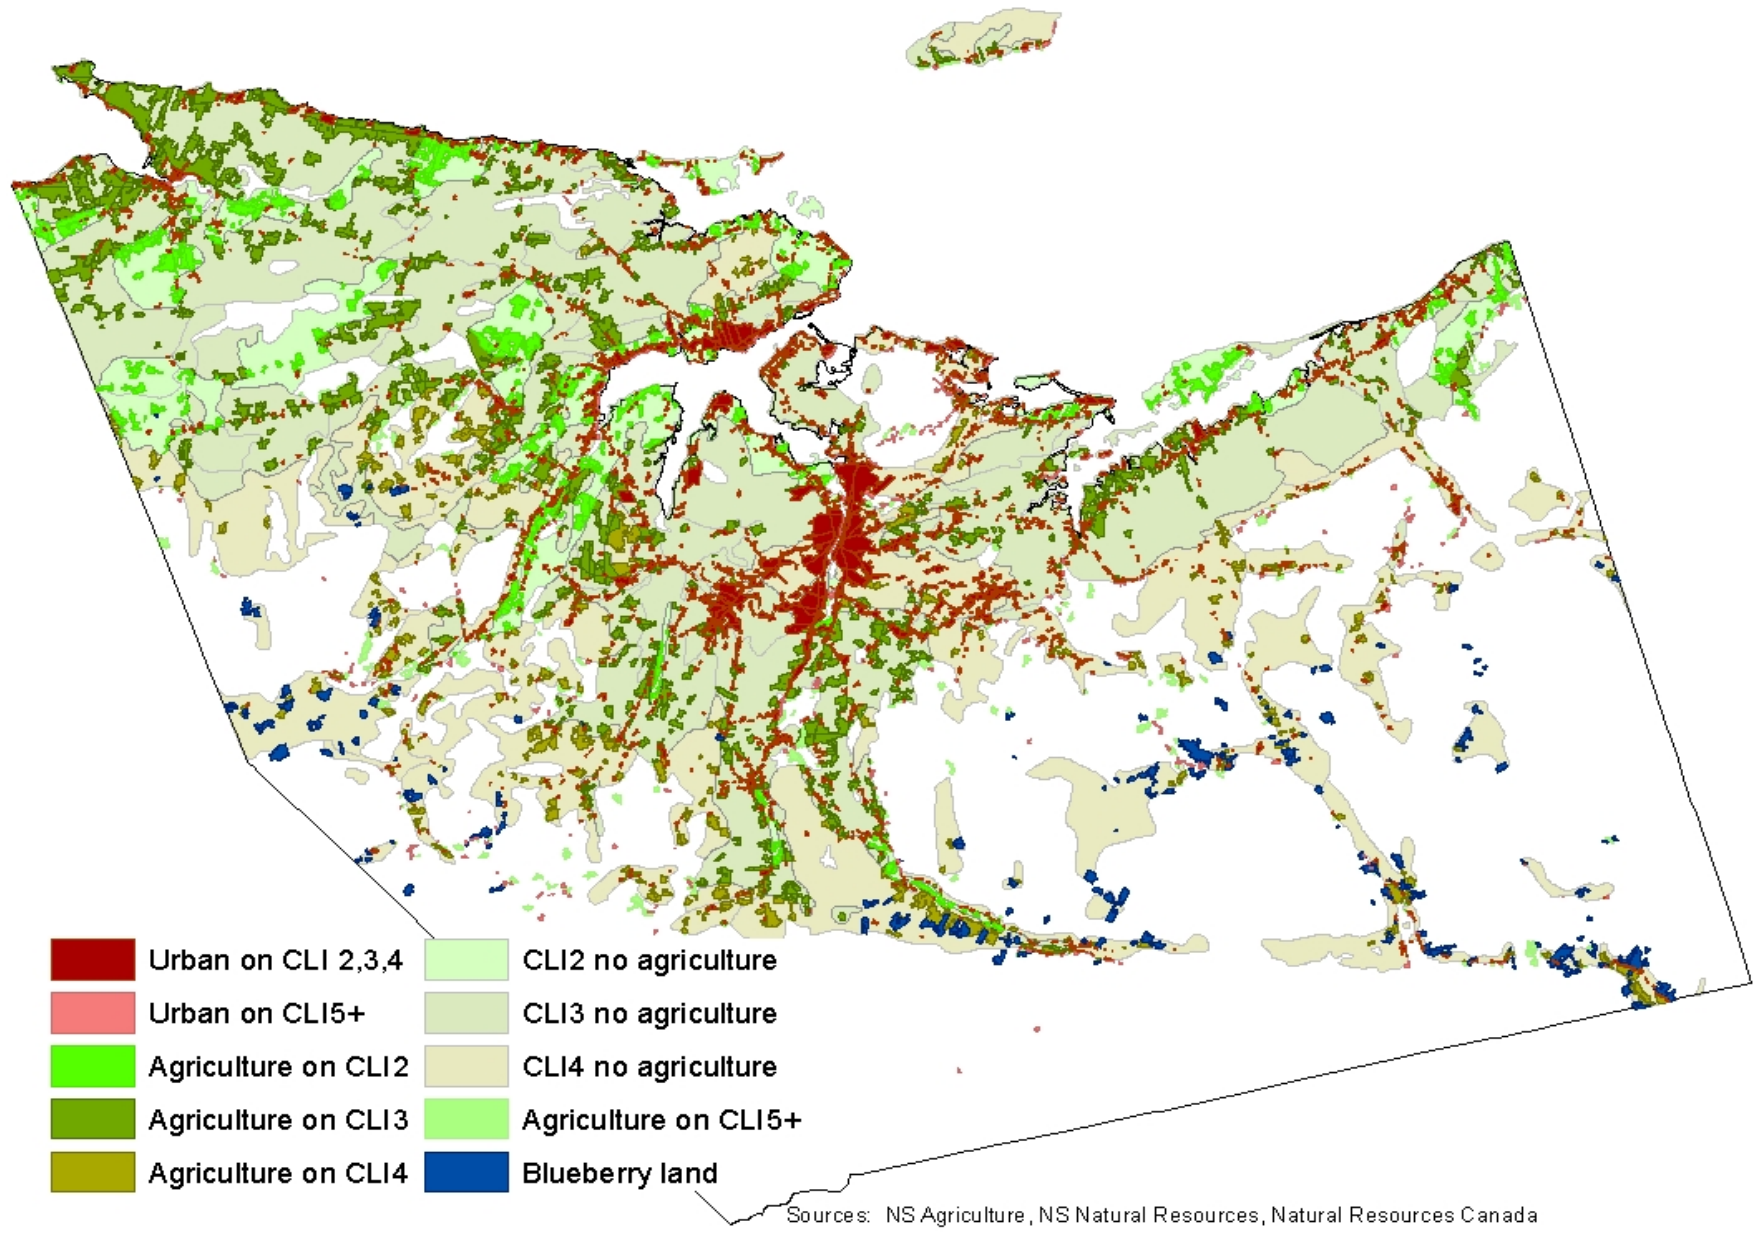 Urban on CLI 2,3,4
Urban on CLI5+
Agriculture on CLI2
Agriculture on CLI3
Agriculture on CLI4
CLI2 no agriculture
CLI3 no agriculture
CLI4 no agriculture
Agriculture on CLI5+
Blueberry land
Sources: NS Agriculture, NS Natural Resources, Natural Resources Canada